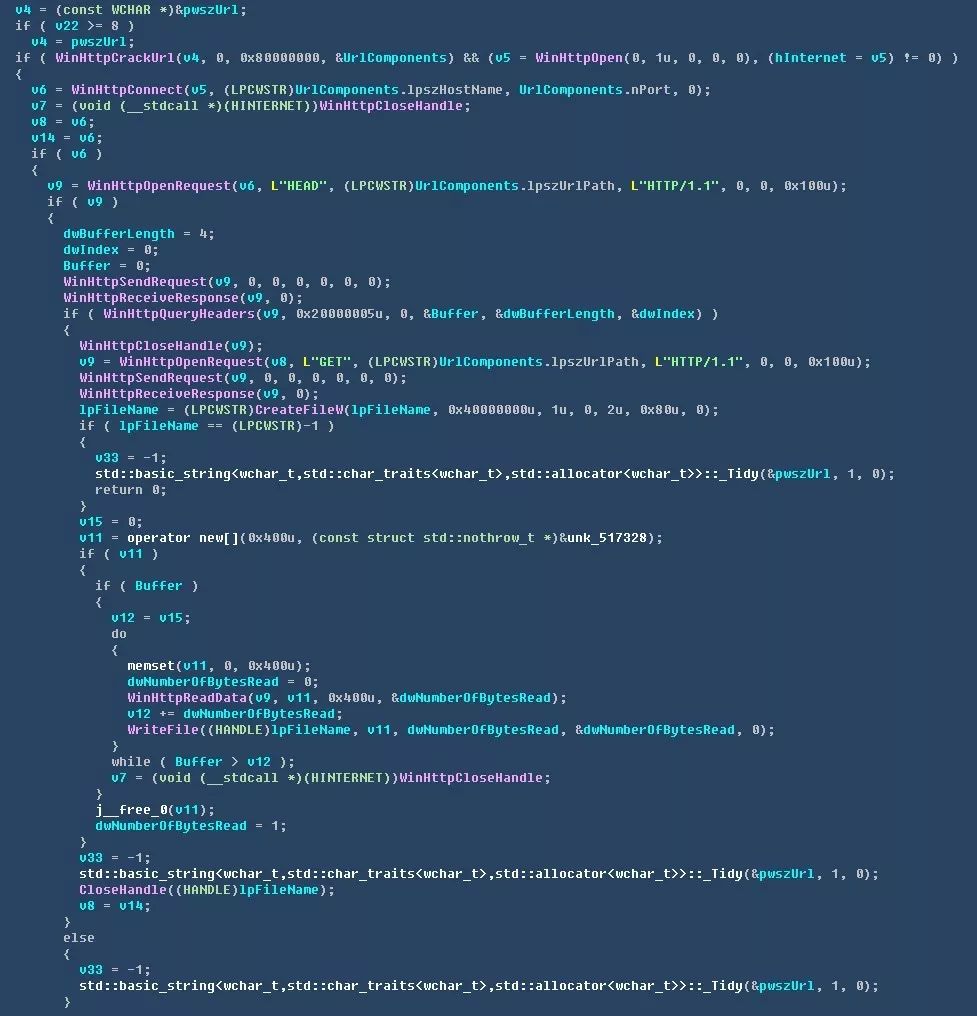 v4 = (const WCHAR *)&pwszUrl;
if ( v22 >= 8 )
  v4 = pwszUrl;
if ( WinHttpCrackUrl(v4, 0, 0x80000000, &UrlComponents) && (v5 = WinHttpOpen(0, 1u, 0, 0, 0), (hInternet = v5) != 0) )
{
  v6 = WinHttpConnect(v5, (LPCWSTR)UrlComponents.lpszHostName, UrlComponents.nPort, 0);
  v7 = (void (__stdcall *)(HINTERNET))WinHttpCloseHandle;
  v8 = v6;
  v14 = v6;
  if ( v6 )
  {
    v9 = WinHttpOpenRequest(v6, L"HEAD", (LPCWSTR)UrlComponents.lpszUrlPath, L"HTTP/1.1", 0, 0, 0x100u);
    if ( v9 )
    {
      dwBufferLength = 4;
      dwIndex = 0;
      Buffer = 0;
      WinHttpSendRequest(v9, 0, 0, 0, 0, 0, 0);
      WinHttpReceiveResponse(v9, 0);
      if ( WinHttpQueryHeaders(v9, 0x20000005u, 0, &Buffer, &dwBufferLength, &dwIndex) )
      {
        WinHttpCloseHandle(v9);
        v9 = WinHttpOpenRequest(v8, L"GET", (LPCWSTR)UrlComponents.lpszUrlPath, L"HTTP/1.1", 0, 0, 0x100u);
        WinHttpSendRequest(v9, 0, 0, 0, 0, 0, 0);
        WinHttpReceiveResponse(v9, 0);
        lpFileName = (LPCWSTR)CreateFileW(lpFileName, 0x40000000u, 1u, 0, 2u, 0x80u, 0);
        if ( lpFileName == (LPCWSTR)-1 )
        {
          v33 = -1;
          std::basic_string<wchar_t,std::char_traits<wchar_t>,std::allocator<wchar_t>>::_Tidy(&pwszUrl, 1, 0);
          return 0;
        }
        v15 = 0;
        v11 = operator new[](0x400u, (const struct std::nothrow_t *)&unk_517328);
        if ( v11 )
        {
          if ( Buffer )
          {
            v12 = v15;
            do
            {
              memset(v11, 0, 0x400u);
              dwNumberOfBytesRead = 0;
              WinHttpReadData(v9, v11, 0x400u, &dwNumberOfBytesRead);
              v12 += dwNumberOfBytesRead;
              WriteFile((HANDLE)lpFileName, v11, dwNumberOfBytesRead, &dwNumberOfBytesRead, 0);
            }
            while ( Buffer > v12 );
            v7 = (void (__stdcall *)(HINTERNET))WinHttpCloseHandle;
          }
          j__free_0(v11);
          dwNumberOfBytesRead = 1;
        }
        v33 = -1;
        std::basic_string<wchar_t,std::char_traits<wchar_t>,std::allocator<wchar_t>>::_Tidy(&pwszUrl, 1, 0);
        CloseHandle((HANDLE)lpFileName);
        v8 = v14;
      }
      else
      {
        v33 = -1;
        std::basic_string<wchar_t,std::char_traits<wchar_t>,std::allocator<wchar_t>>::_Tidy(&pwszUrl, 1, 0);
      }